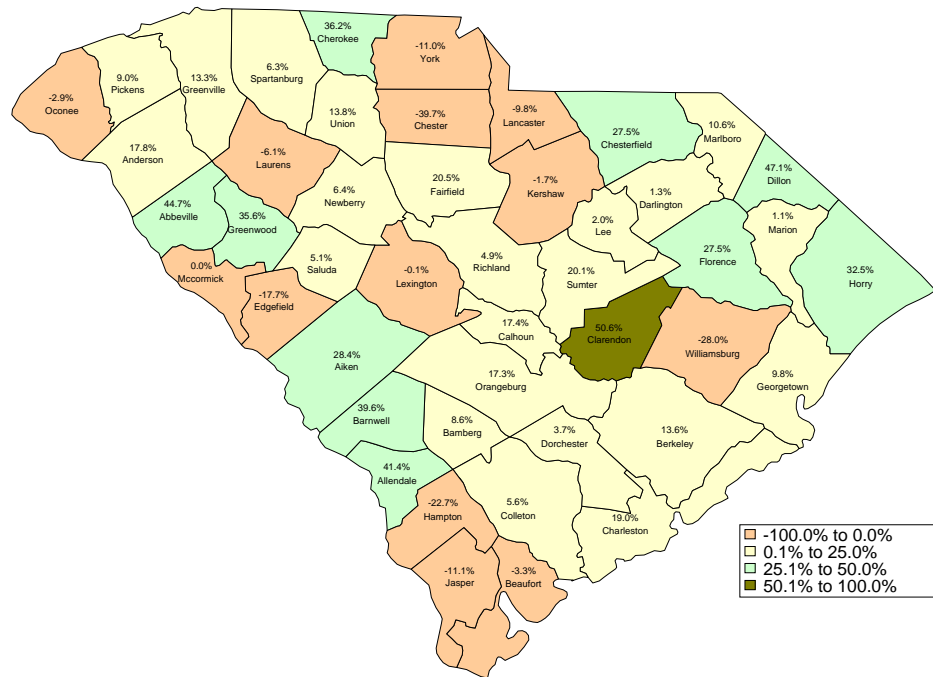 36.2%
Cherokee
-11.0%
York
6.3%
Spartanburg
9.0%
Pickens
13.3%
Greenville
-2.9%
Oconee
13.8%
Union
-39.7%
Chester
-9.8%
Lancaster
27.5%
Chesterfield
10.6%
Marlboro
17.8%
Anderson
-6.1%
Laurens
47.1%
Dillon
20.5%
Fairfield
-1.7%
Kershaw
6.4%
Newberry
1.3%
Darlington
44.7%
Abbeville
35.6%
Greenwood
2.0%
Lee
1.1%
Marion
5.1%
Saluda
4.9%
Richland
27.5%
Florence
0.0%
Mccormick
-0.1%
Lexington
20.1%
Sumter
32.5%
Horry
-17.7%
Edgefield
17.4%
Calhoun
50.6%
Clarendon
-28.0%
Williamsburg
28.4%
Aiken
17.3%
Orangeburg
9.8%
Georgetown
39.6%
Barnwell
8.6%
Bamberg
3.7%
Dorchester
13.6%
Berkeley
41.4%
Allendale
-22.7%
Hampton
5.6%
Colleton
19.0%
Charleston
-11.1%
Jasper
-3.3%
Beaufort
-100.0% to 0.0%
0.1% to 25.0%
25.1% to 50.0%
50.1% to 100.0%